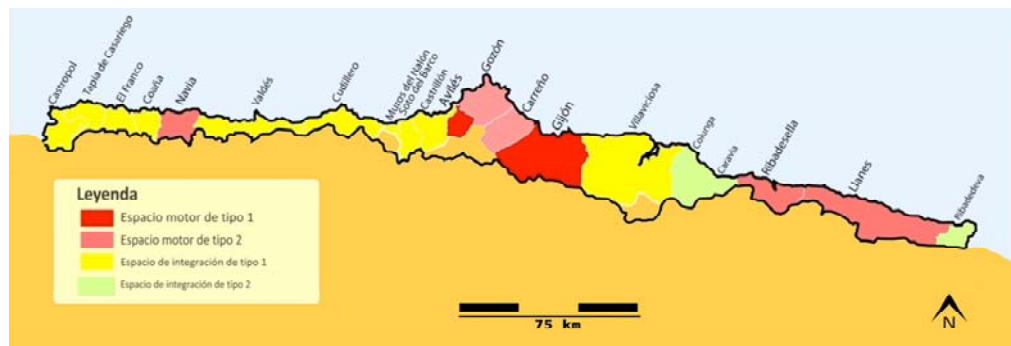 Castropol
Tapia de Casariego
El Franco
Coaña
Navia
Valdés
Cudillero
Muros del Nalón
Soto del Barco
Castrillón
Avilés
Gozón
Carreño
Gijón
Villaviciosa
Colunga
Caravia
Ribadesella
Llanes
Ribadedeva
Leyenda
Espacio motor de tipo 1
Espacio motor de tipo 2
Espacio de integración de tipo 1
Espacio de integración de tipo 2
75 km
N